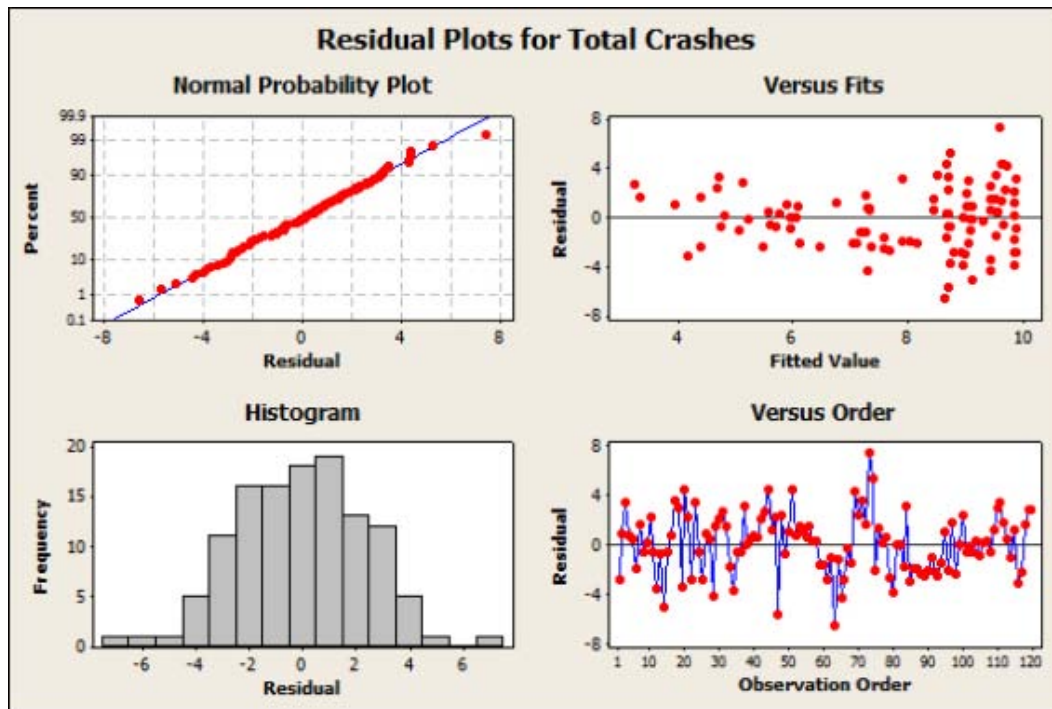 Residual Plots for Total Crashes
Normal Probability Plot
99.9
99
90
50
10
1
0.1
Percent
-8 -4 0 4 8
Residual
Versus Fits
8
4
0
-4
-8
Residual
4 6 8 10
Fitted Value
Histogram
20
15
10
5
0
Frequency
-6 -4 -2 0 2 4 6
Residual
Versus Order
8
4
0
-4
-8
Residual
1 10 20 30 40 50 60 70 80 90 100 110 120
Observation Order